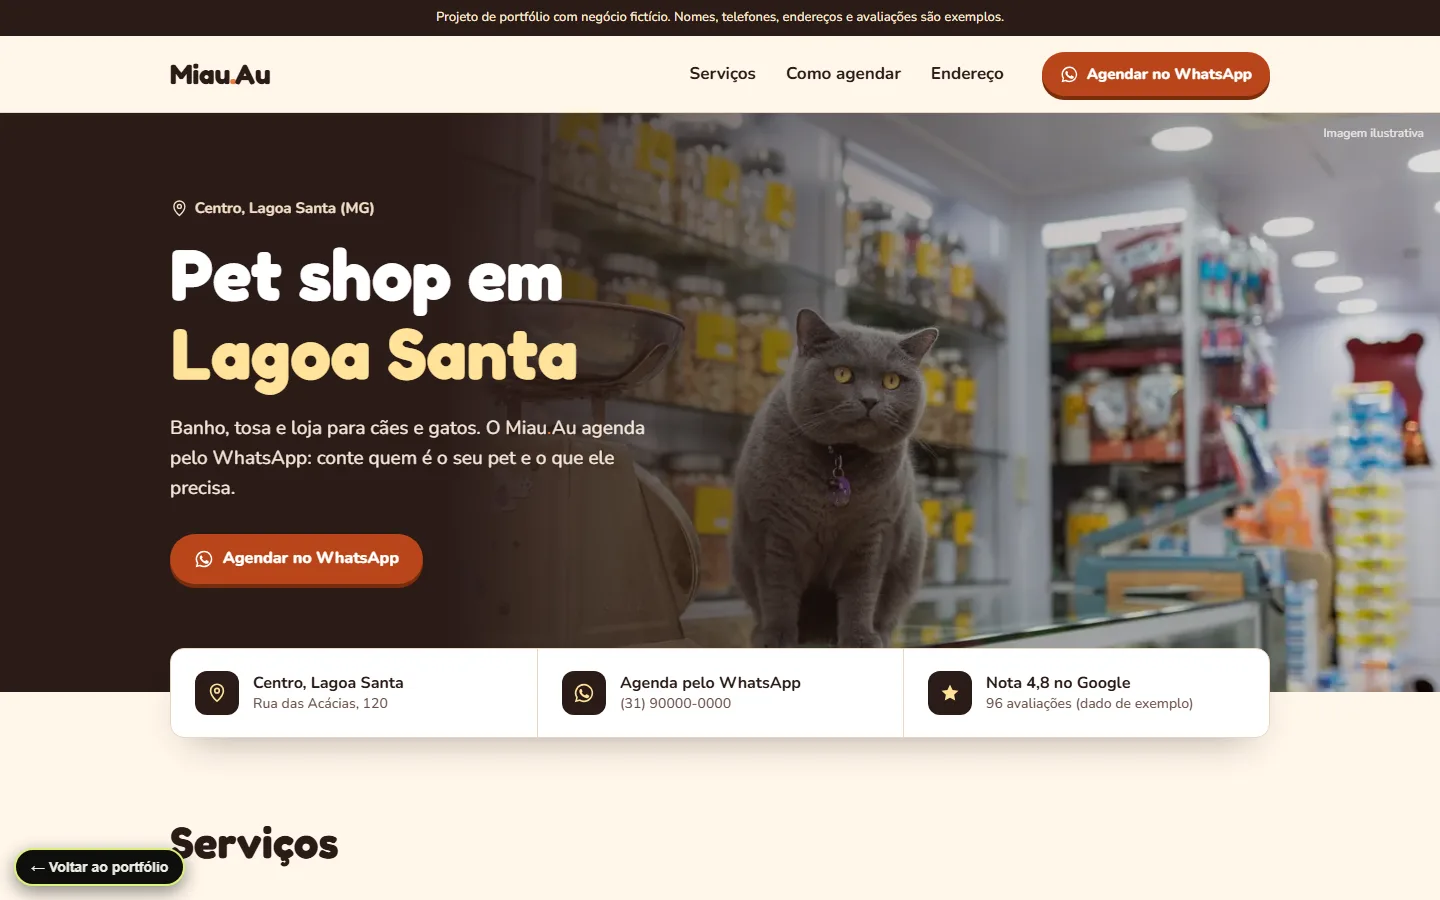 Projeto de portfólio com negócio fictício. Nomes, telefones, endereços e avaliações são exemplos.
Miau.Au
Serviços
Como agendar
Endereço
Agendar no WhatsApp
Imagem ilustrativa
Centro, Lagoa Santa (MG)
Pet shop em
Lagoa Santa
Banho, tosa e loja para cães e gatos. O Miau.Au agenda
pelo WhatsApp: conte quem é o seu pet e o que ele
precisa.
Agendar no WhatsApp
Centro, Lagoa Santa
Rua das Acácias, 120
Agenda pelo WhatsApp
(31) 90000-0000
Nota 4,8 no Google
96 avaliações (dado de exemplo)
Serviços
← Voltar ao portfólio